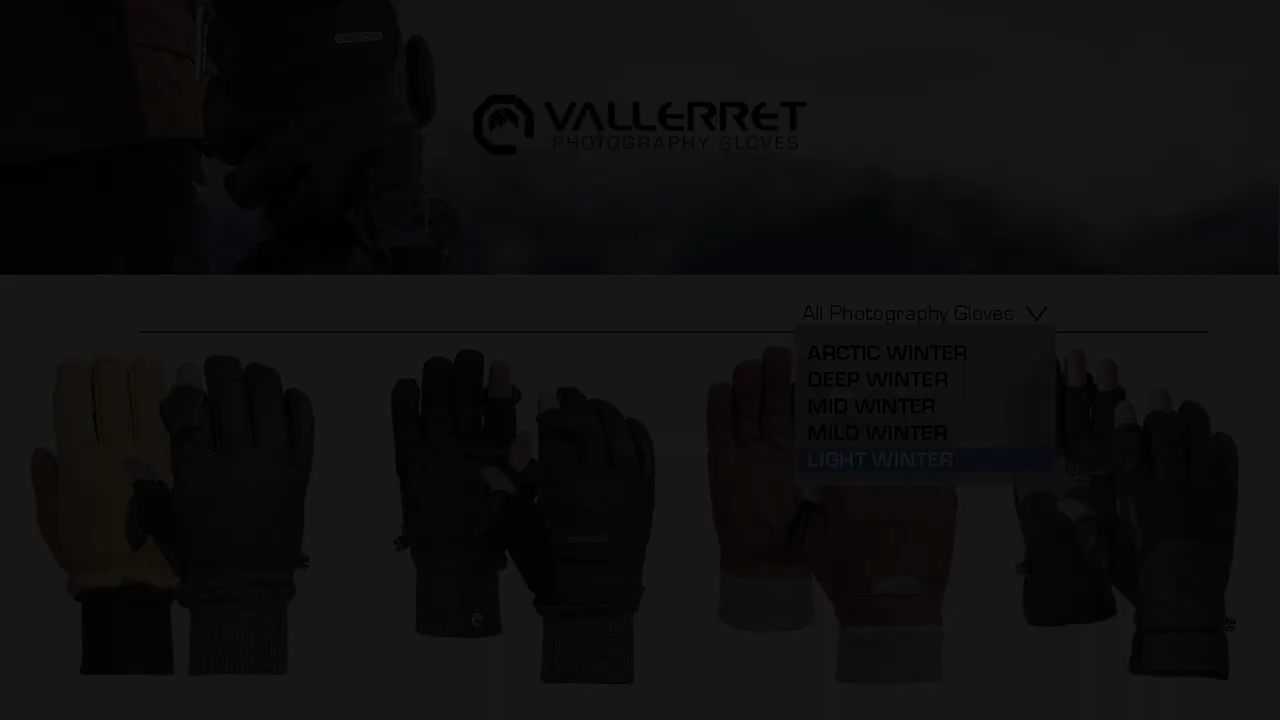 VALLERRET
PHOTOGRAPHY GLOVES
All Photography Gloves
ARCTIC WINTER
DEEP WINTER
MID WINTER
MILD WINTER
LIGHT WINTER